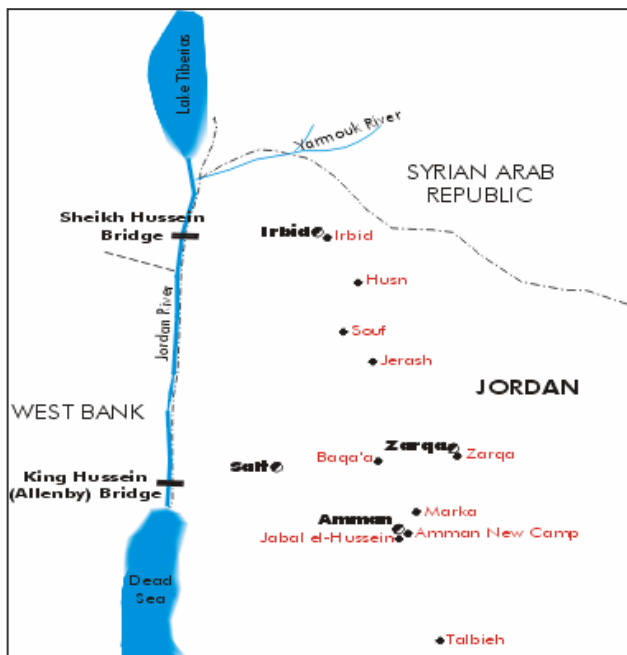 Lake Tiberias
Yarmouk River
SYRIAN ARAB
REPUBLIC
Sheikh Hussein
Bridge
Irbid
Irbid
Husn
Jordan River
Souf
Jerash
JORDAN
WEST BANK
Zarqa
Zarqa
Baqa'a
Salt
King Hussein
(Allenby) Bridge
Marka
Amman
Amman New Camp
Jabal el-Hussein
Dead
Sea
Talbieh